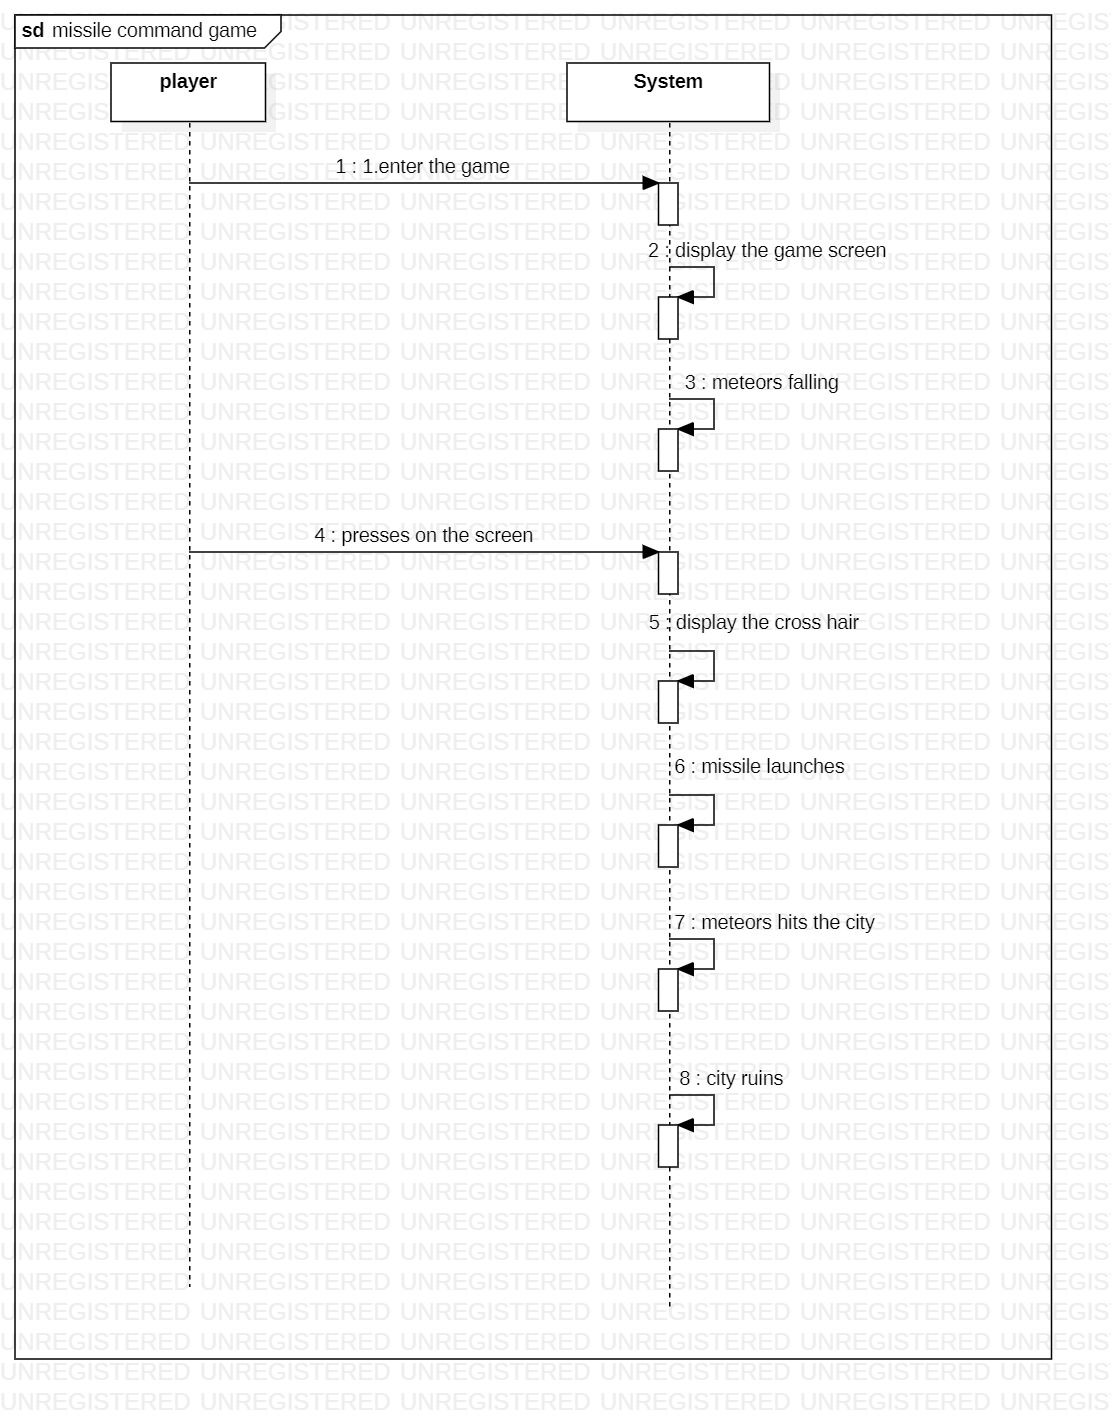 sd missile command game
player
System
1 : 1.enter the game
2 : display the game screen
3 : meteors falling
4 : presses on the screen
5 : display the cross hair
6 : missile launches
7 : meteors hits the city
8 : city ruins
UNREGISTERED